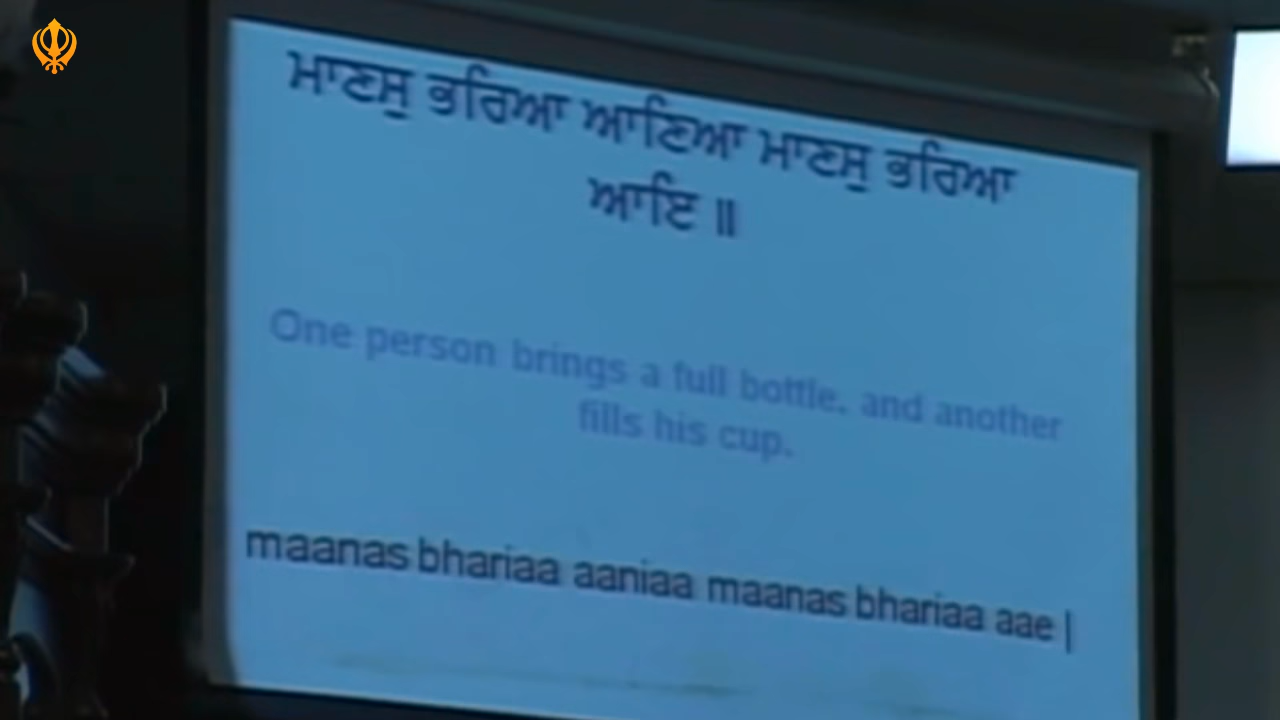 ਮਾਣਸੁ ਭਰਿਆ ਆਣਿਆ ਮਾਣਸੁ ਭਰਿਆ
ਆਇ ॥
One person brings a full bottle, and another
fills his cup.
maanas bhariaa aaniaa maanas bhariaa aae |